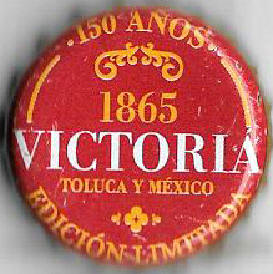 ·150 AÑOS·
1865
VICTORIA
TOLUCA Y MÉXICO
EDICIÓN LIMITADA